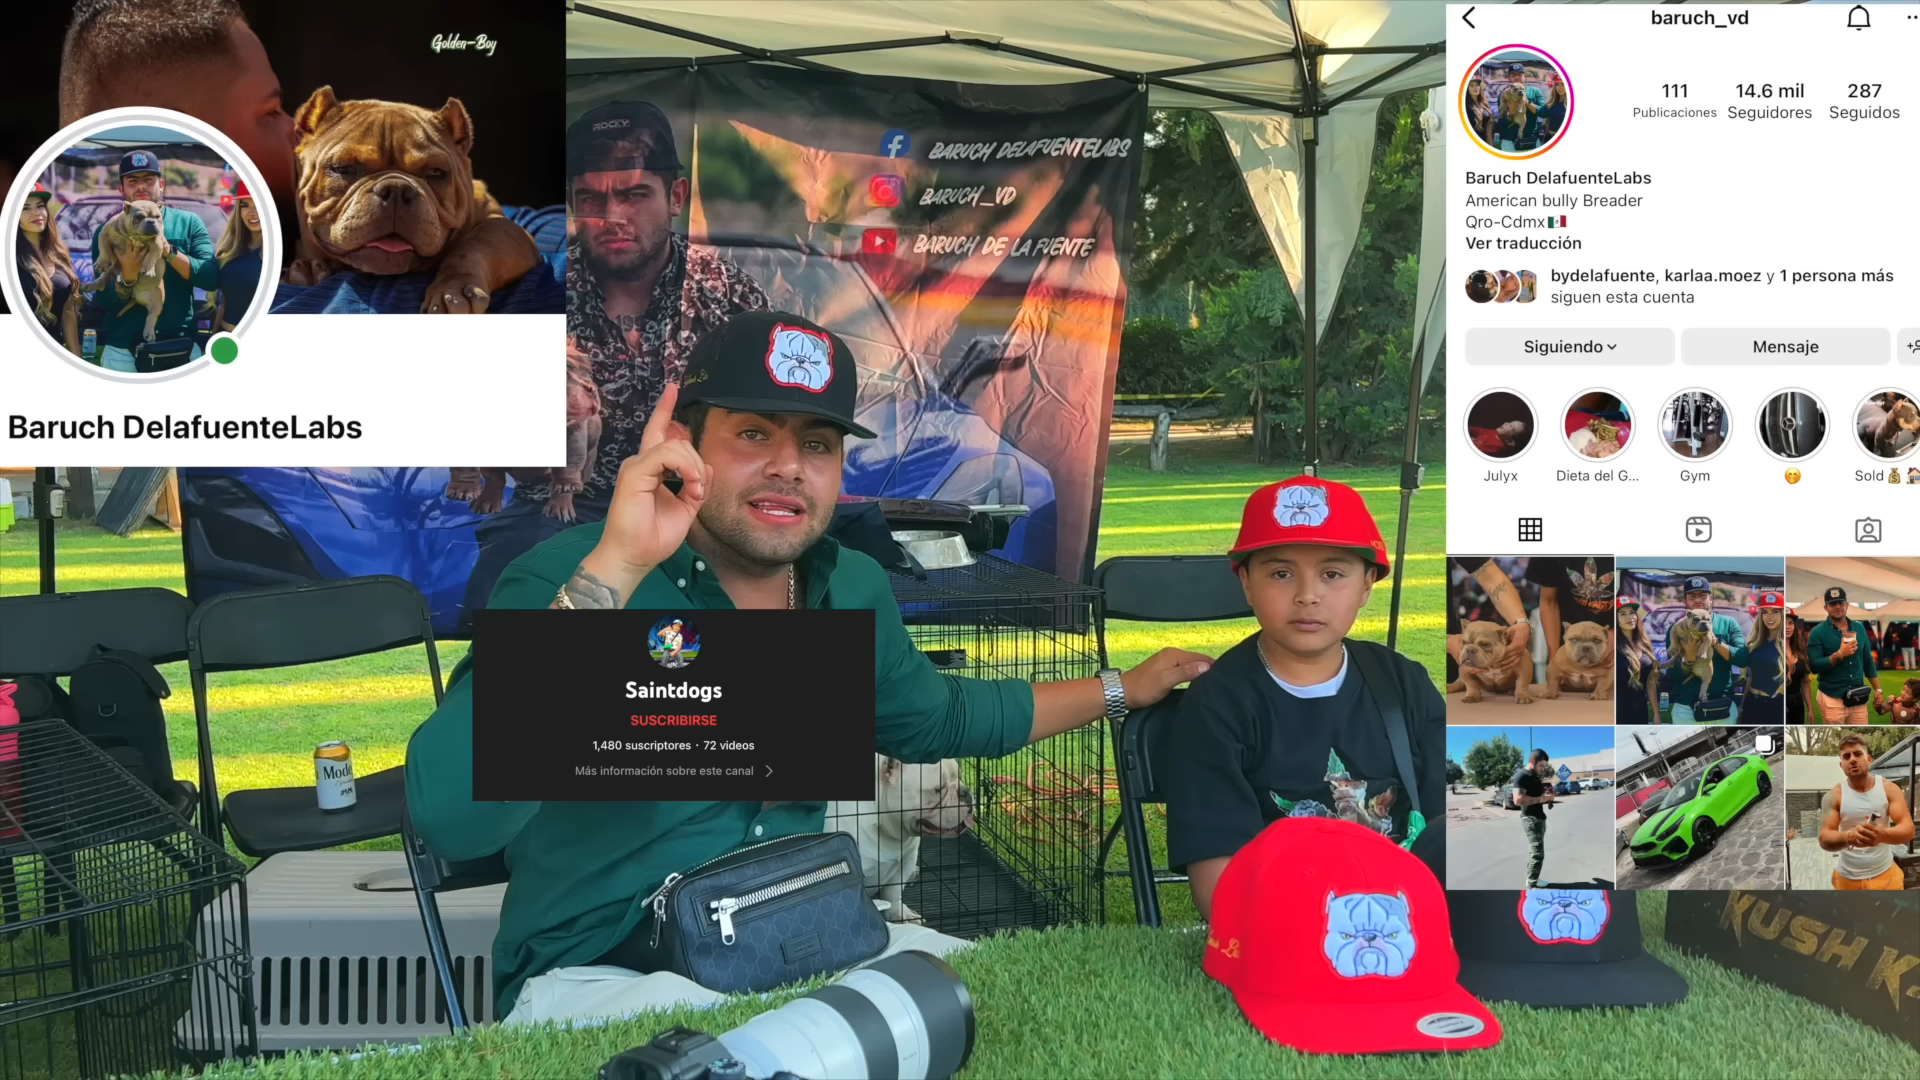 Golden-Boy
Baruch DelafuenteLabs
ROCKY
BARUCH DELAFUENTELABS
BARUCH_VD
BARUCH DE LA FUENTE
Saintdogs
SUSCRIBIRSE
1,480 suscriptores · 72 videos
Más información sobre este canal
Mode
baruch_vd
111
14.6 mil
287
Publicaciones
Seguidores
Seguidos
Baruch DelafuenteLabs
American bully Breader
Qro-Cdmx🇲🇽
Ver traducción
bydelafuente, karlaa.moez y 1 persona más
siguen esta cuenta
Siguiendo
Mensaje
Julyx
Dieta del G...
Gym
🤭
Sold 💰🏠
KUSH K